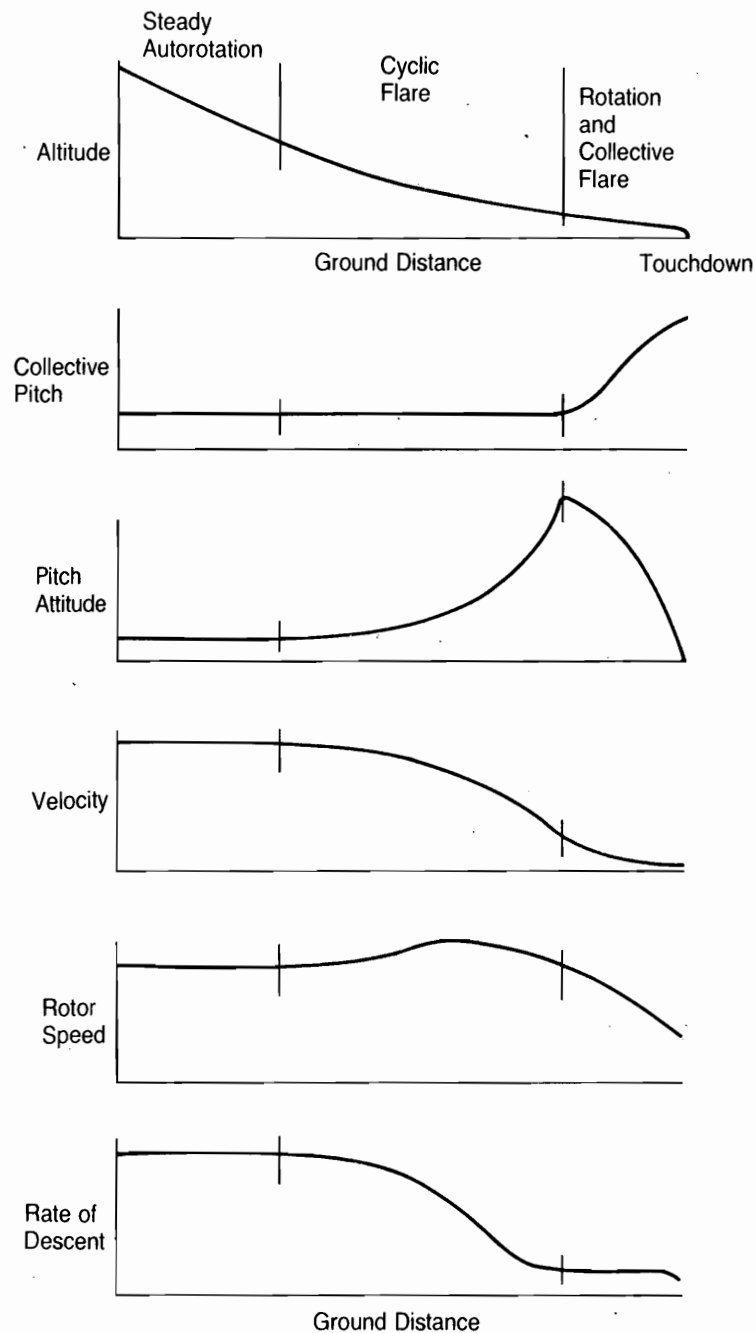 Steady
Autorotation
Cyclic
Flare
Rotation
and
Collective
Flare
Altitude
Ground Distance
Touchdown
Collective
Pitch
Pitch
Attitude
Velocity
Rotor
Speed
Rate of
Descent
Ground Distance